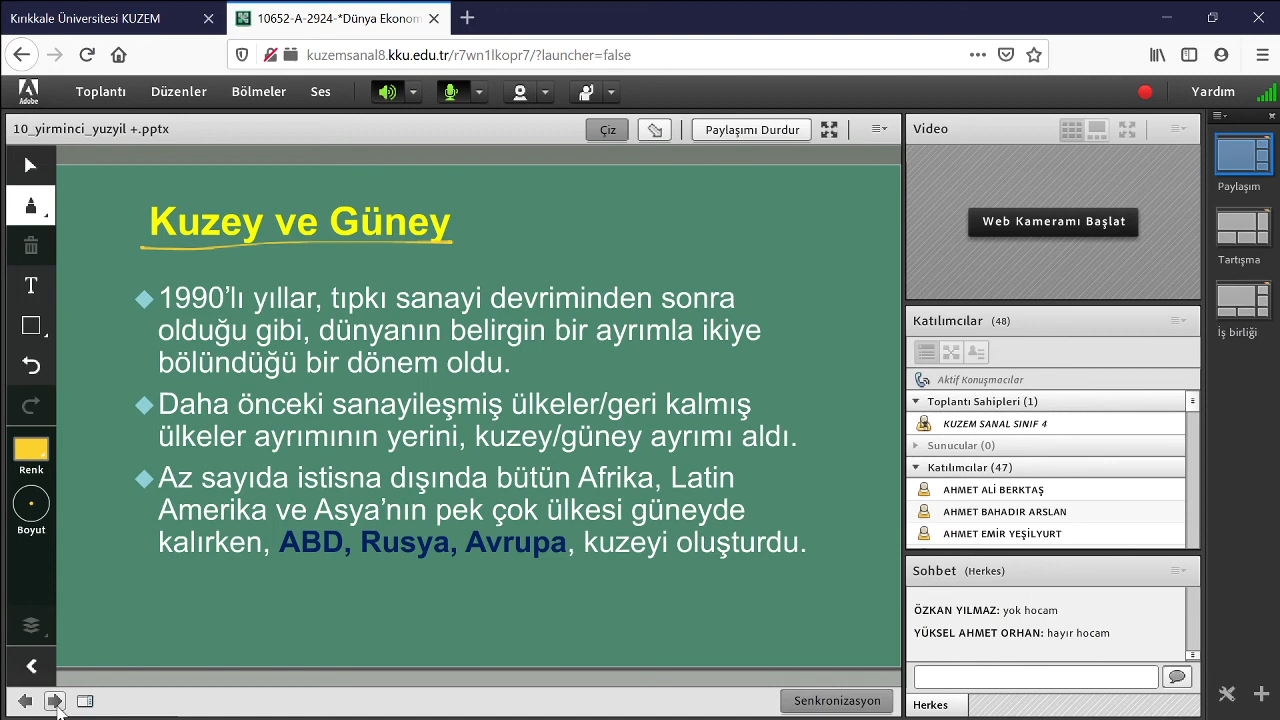 Kırıkkale Üniversitesi KUZEM
10652-A-2924-*Dünya Ekonom
kuzemsanal8.kku.edu.tr/r7wn1lkopr7/?launcher=false
Adobe
Toplantı
Düzenler
Bölmeler
Ses
Yardım
10_yirminci_yuzyil +.pptx
Çiz
Paylaşımı Durdur
Kuzey ve Güney
1990’lı yıllar, tıpkı sanayi devriminden sonra
olduğu gibi, dünyanın belirgin bir ayrımla ikiye
bölündüğü bir dönem oldu.
Daha önceki sanayileşmiş ülkeler/geri kalmış
ülkeler ayrımının yerini, kuzey/güney ayrımı aldı.
Az sayıda istisna dışında bütün Afrika, Latin
Amerika ve Asya’nın pek çok ülkesi güneyde
kalırken, ABD, Rusya, Avrupa, kuzeyi oluşturdu.
T
Renk
Boyut
Senkronizasyon
Video
Web Kameramı Başlat
Katılımcılar (48)
Aktif Konuşmacılar
Toplantı Sahipleri (1)
KUZEM SANAL SINIF 4
Sunucular (0)
Katılımcılar (47)
AHMET ALİ BERKTAŞ
AHMET BAHADIR ARSLAN
AHMET EMİR YEŞİLYURT
Sohbet (Herkes)
ÖZKAN YILMAZ: yok hocam
YÜKSEL AHMET ORHAN: hayır hocam
Herkes
Paylaşım
Tartışma
İş birliği